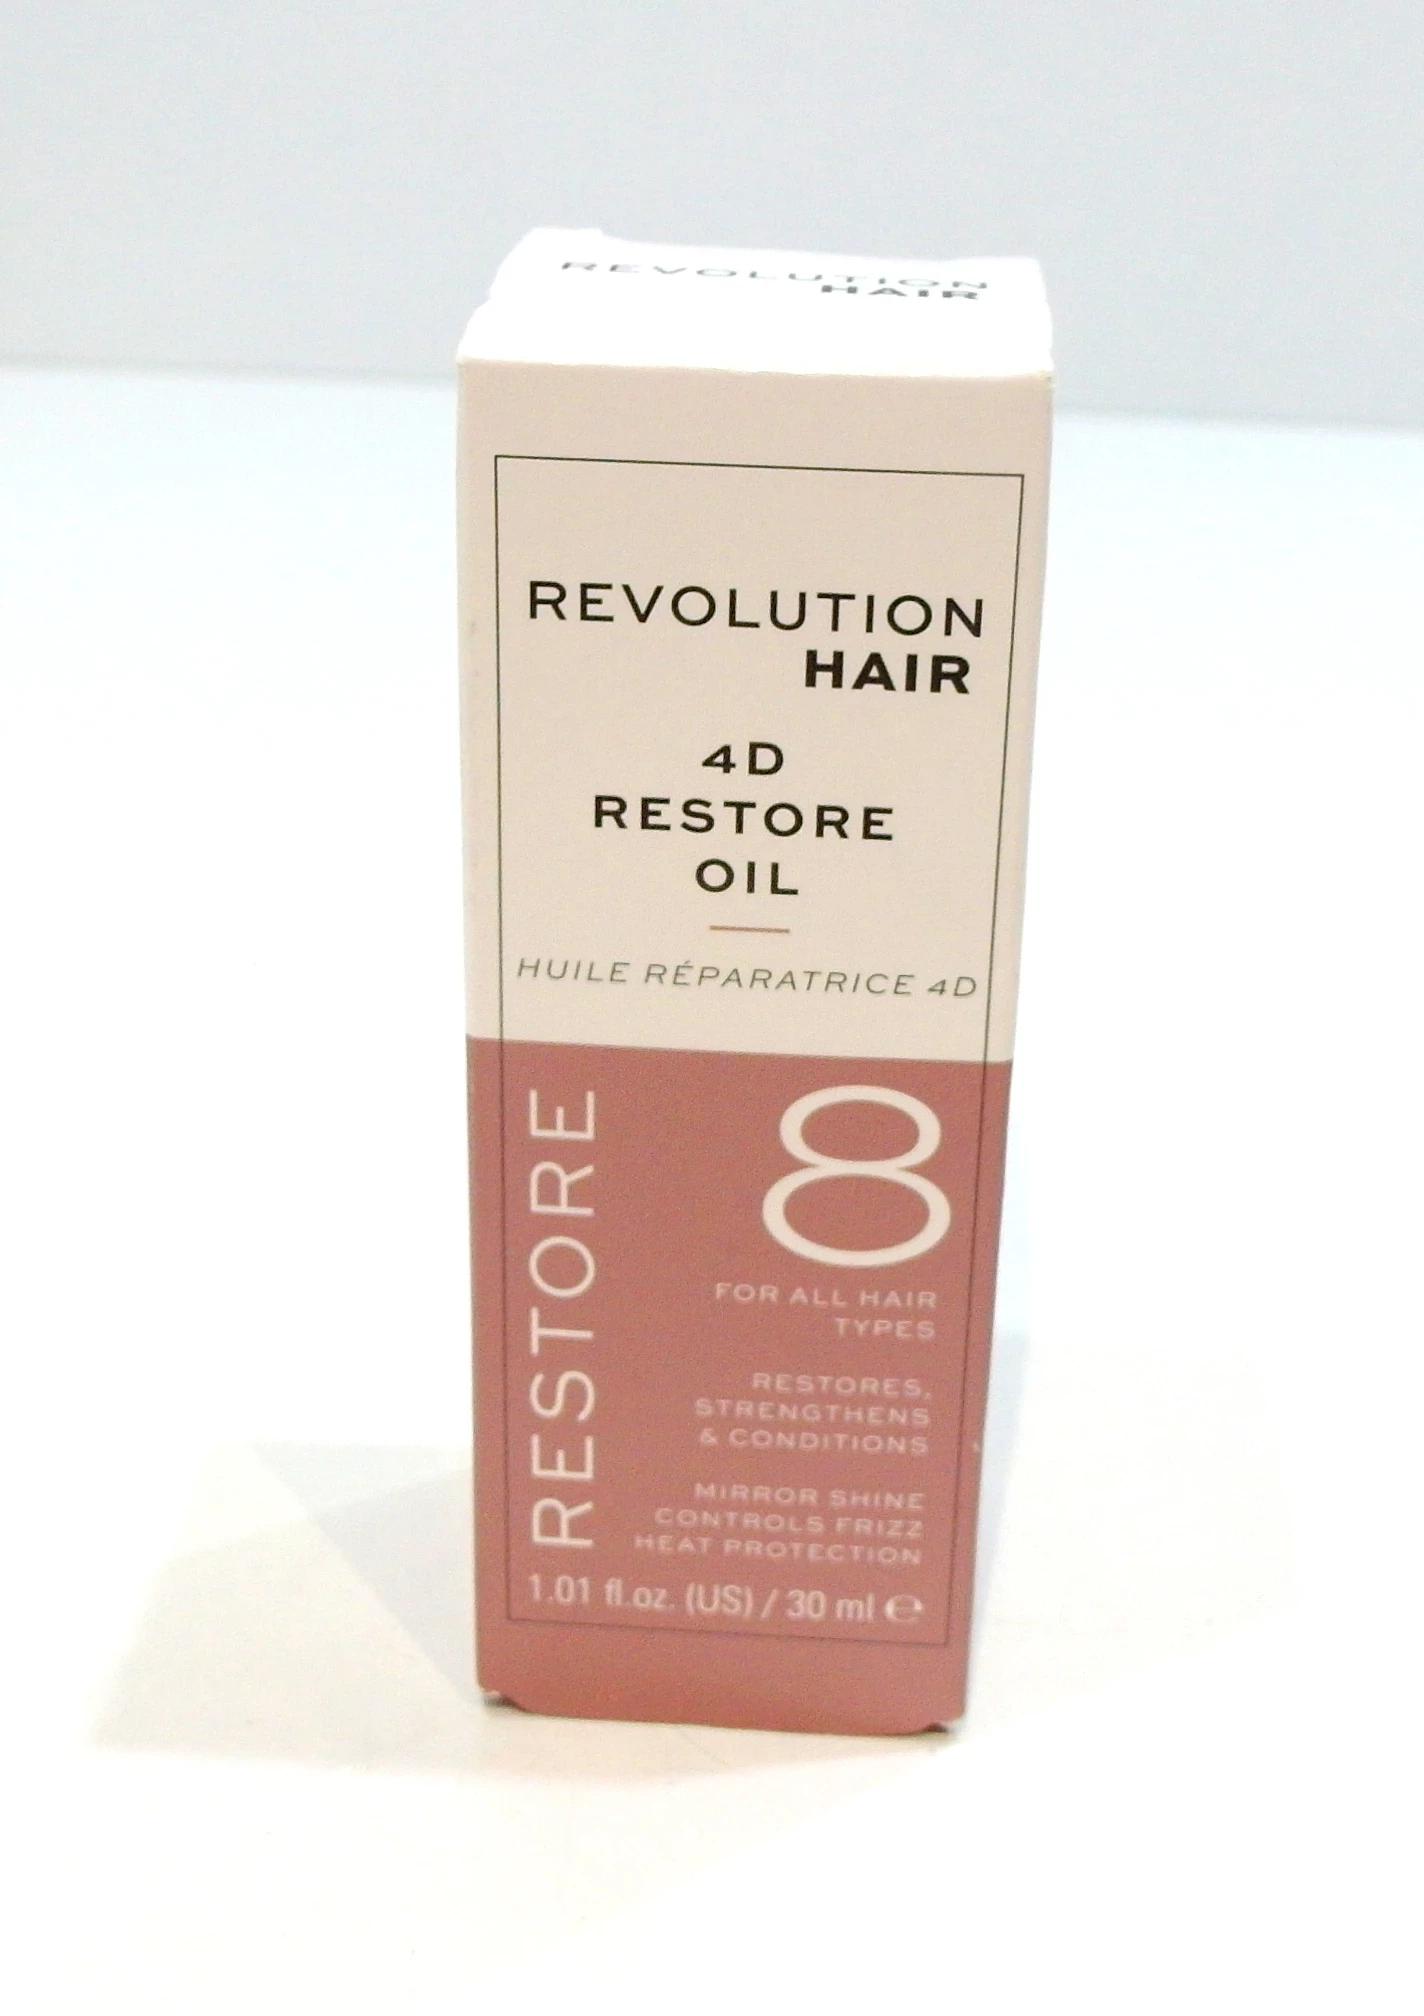 REVOLUTION
HAIR
REVOLUTION
HAIR
4D
RESTORE
OIL
HUILE RÉPARATRICE 4D
RESTORE
8
FOR ALL HAIR
TYPES
RESTORES,
STRENGTHENS
& CONDITIONS
MIRROR SHINE
CONTROLS FRIZZ
HEAT PROTECTION
1.01 fl.oz. (US) / 30 ml ℮